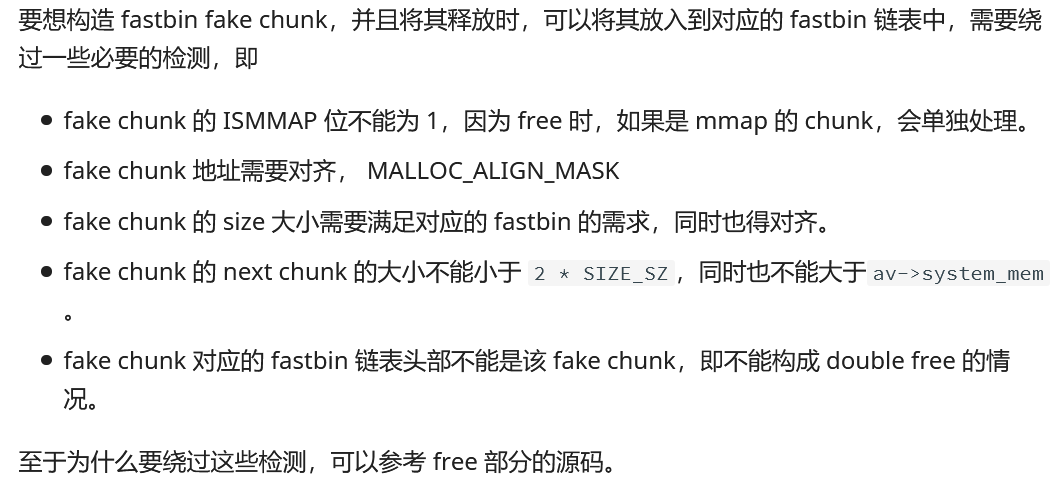 要想构造 fastbin fake chunk，并且将其释放时，可以将其放入到对应的 fastbin 链表中，需要绕
过一些必要的检测，即
fake chunk 的 ISMMAP 位不能为 1，因为 free 时，如果是 mmap 的 chunk，会单独处理。
fake chunk 地址需要对齐， MALLOC_ALIGN_MASK
fake chunk 的 size 大小需要满足对应的 fastbin 的需求，同时也得对齐。
fake chunk 的 next chunk 的大小不能小于 2 * SIZE_SZ，同时也不能大于 av->system_mem
。
fake chunk 对应的 fastbin 链表头部不能是该 fake chunk，即不能构成 double free 的情
况。
至于为什么要绕过这些检测，可以参考 free 部分的源码。